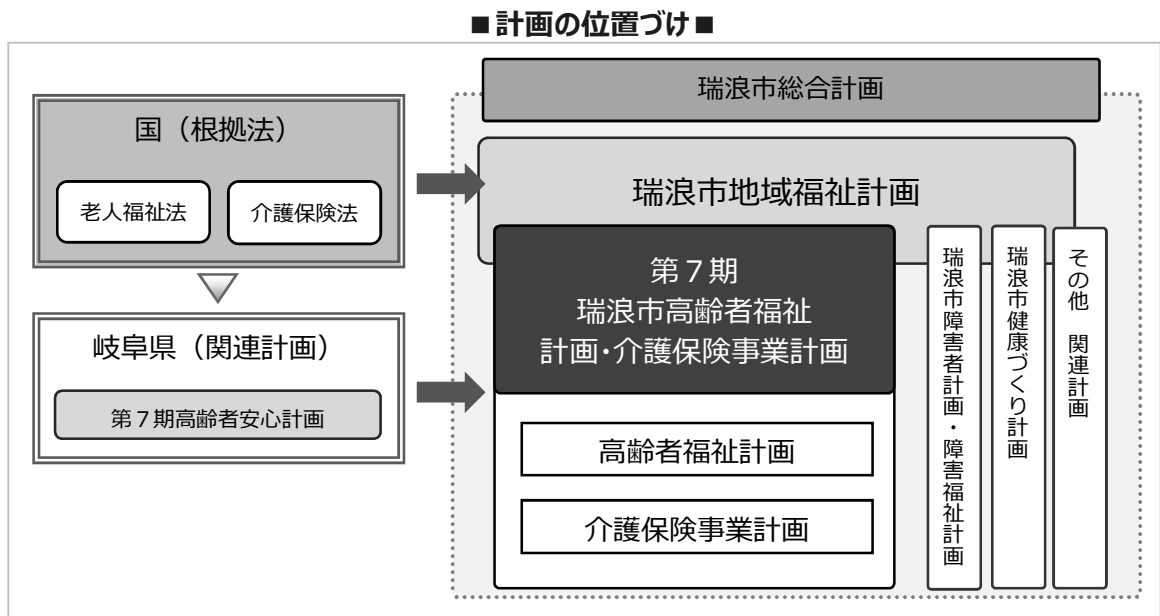 ■計画の位置づけ■
国（根拠法）
老人福祉法
介護保険法
岐阜県（関連計画）
第７期高齢者安心計画
瑞浪市総合計画
瑞浪市地域福祉計画
第７期
瑞浪市高齢者福祉
計画・介護保険事業計画
高齢者福祉計画
介護保険事業計画
瑞浪市障害者計画・障害福祉計画
瑞浪市健康づくり計画
その他　関連計画